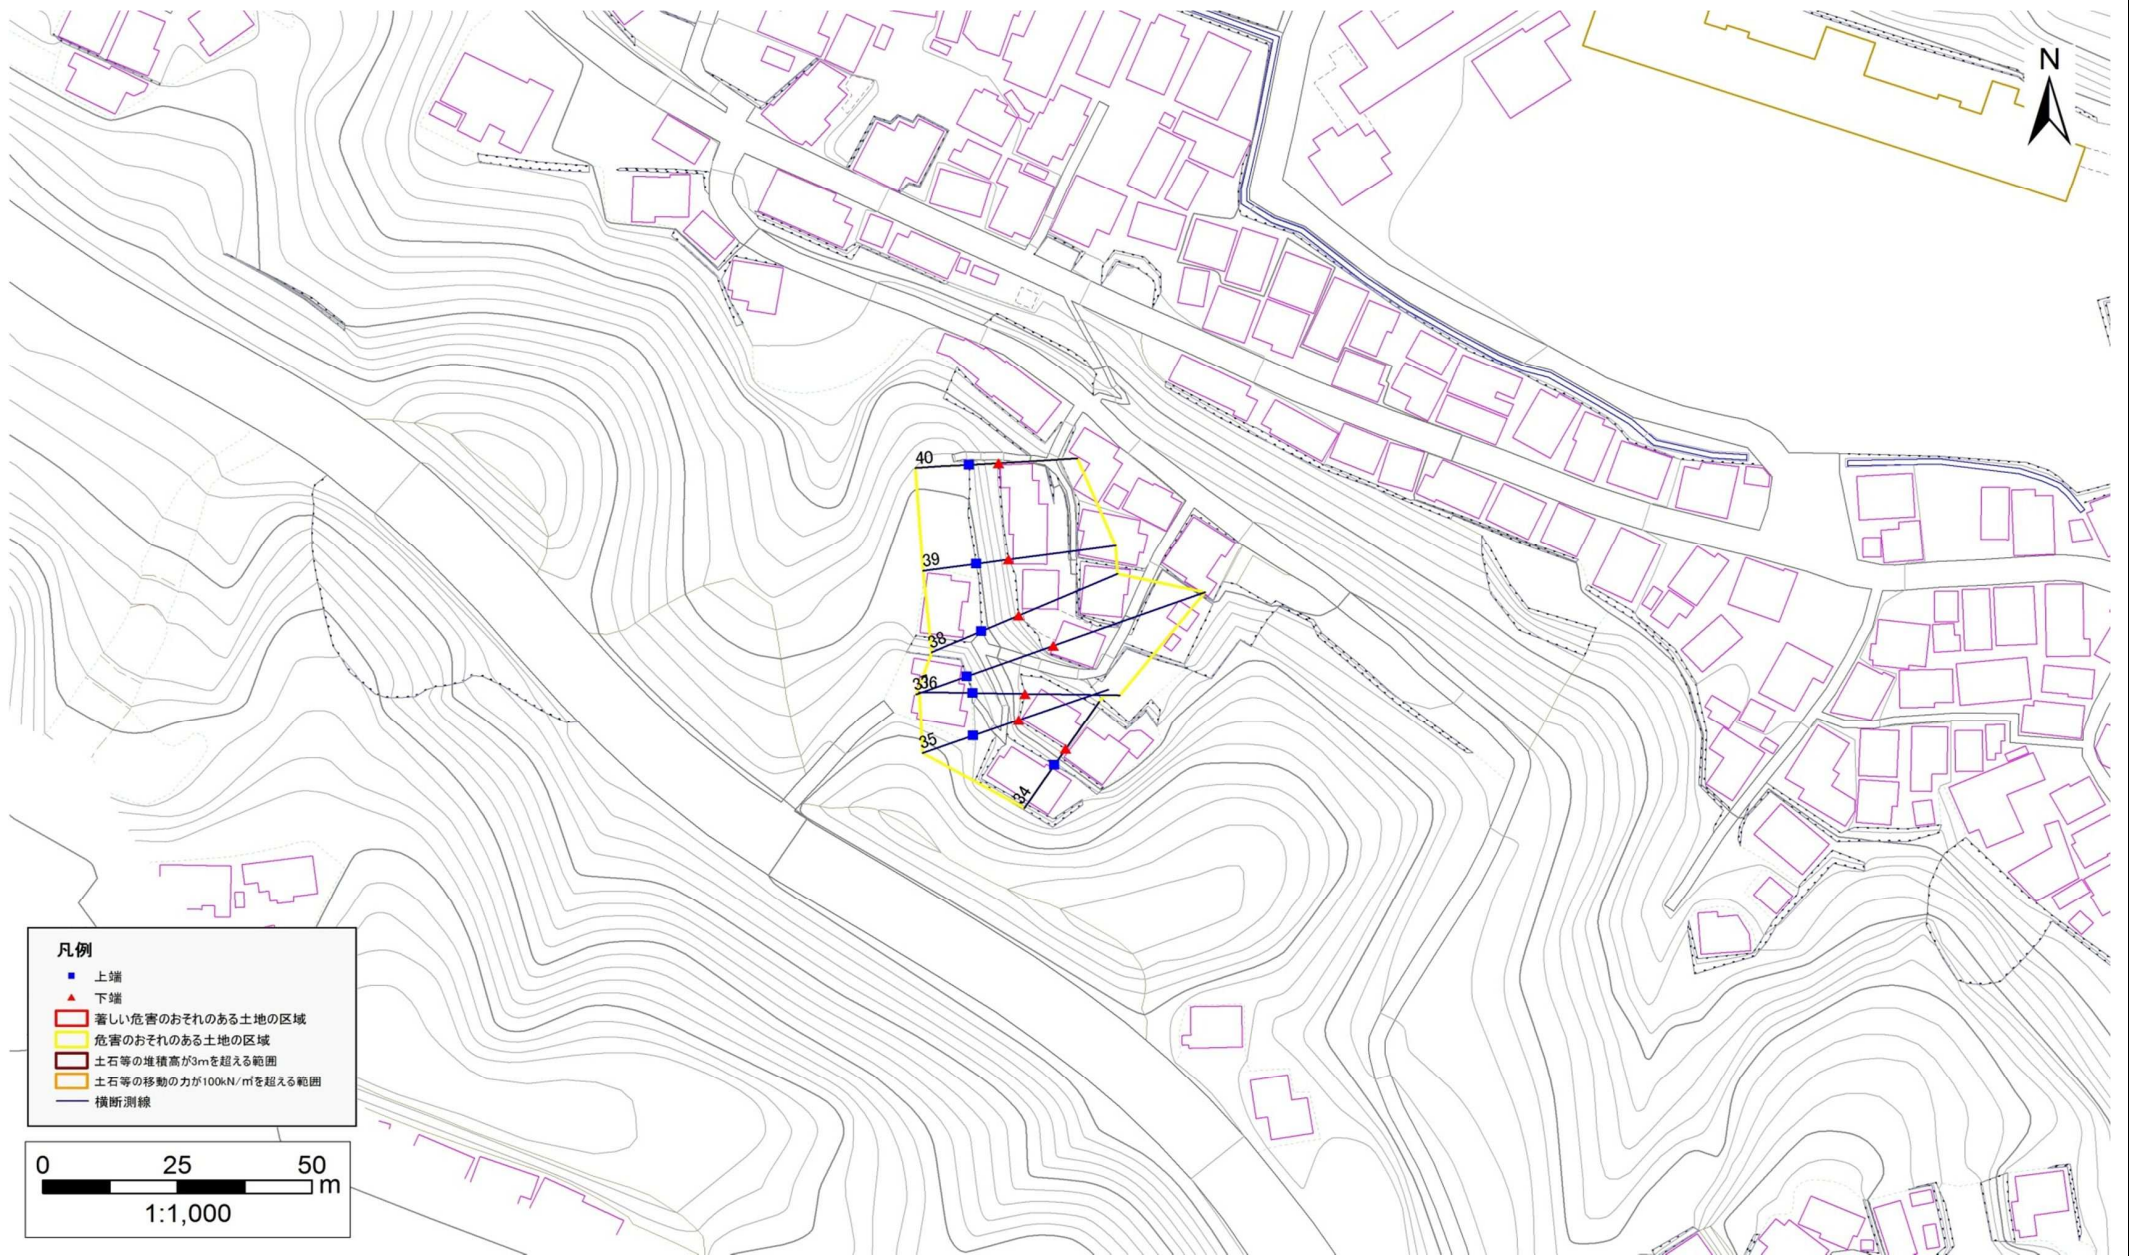 N
40
39
38
36
35
34
凡例
上端
下端
著しい危害のおそれのある土地の区域
危害のおそれのある土地の区域
土石等の堆積高が3mを超える範囲
土石等の移動の力が100kN/㎡を超える範囲
横断測線
0 25 50
m
1:1,000